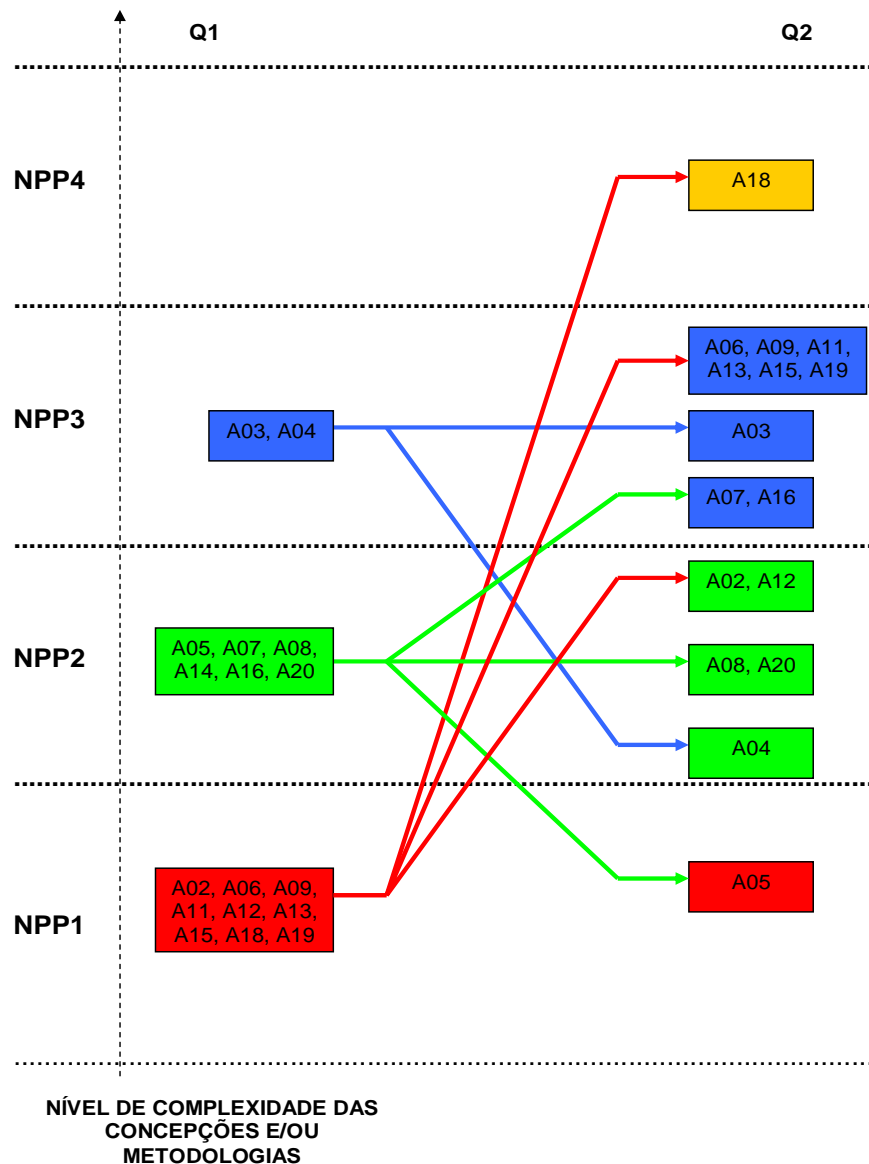 Q1
Q2
NPP4
A18
NPP3
A06, A09, A11,
A13, A15, A19
A03, A04
A03
A07, A16
NPP2
A02, A12
A05, A07, A08,
A14, A16, A20
A08, A20
A04
NPP1
A02, A06, A09,
A11, A12, A13,
A15, A18, A19
A05
NÍVEL DE COMPLEXIDADE DAS
CONCEPÇÕES E/OU
METODOLOGIAS